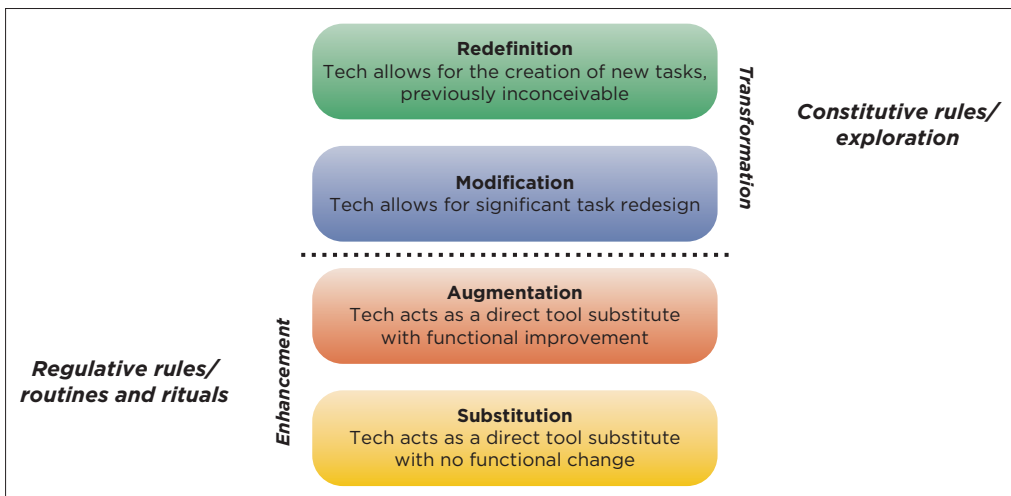 Redefinition
Tech allows for the creation of new tasks,
previously inconceivable
Transformation
Constitutive rules/
exploration
Modification
Tech allows for significant task redesign
Augmentation
Tech acts as a direct tool substitute
with functional improvement
Enhancement
Regulative rules/
routines and rituals
Substitution
Tech acts as a direct tool substitute
with no functional change